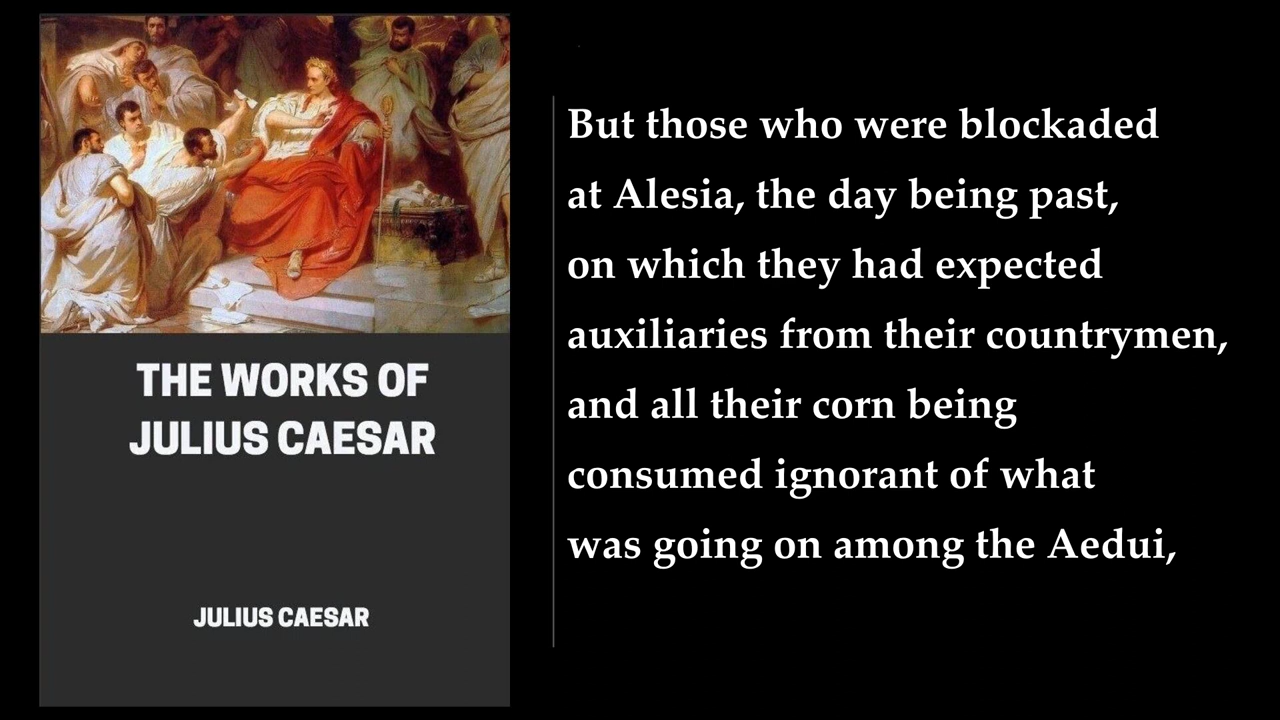 THE WORKS OF
JULIUS CAESAR
JULIUS CAESAR
But those who were blockaded
at Alesia, the day being past,
on which they had expected
auxiliaries from their countrymen,
and all their corn being
consumed ignorant of what
was going on among the Aedui,